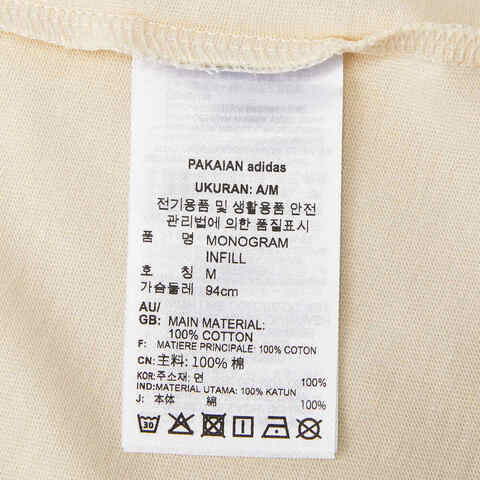 PAKAIAN adidas
UKURAN: A/M
전기용품 및 생활용품 안전
관리법에 의한 품질표시
품 명 MONOGRAM
INFILL
호 칭 M
가슴둘레 94cm
AU/
GB: MAIN MATERIAL:
100% COTTON
F: MATIERE PRINCIPALE: 100% COTON
CN: 主料: 100% 棉
KOR: 주소재: 면 100%
IND: MATERIAL UTAMA: 100% KATUN
J: 本体 綿 100%
30